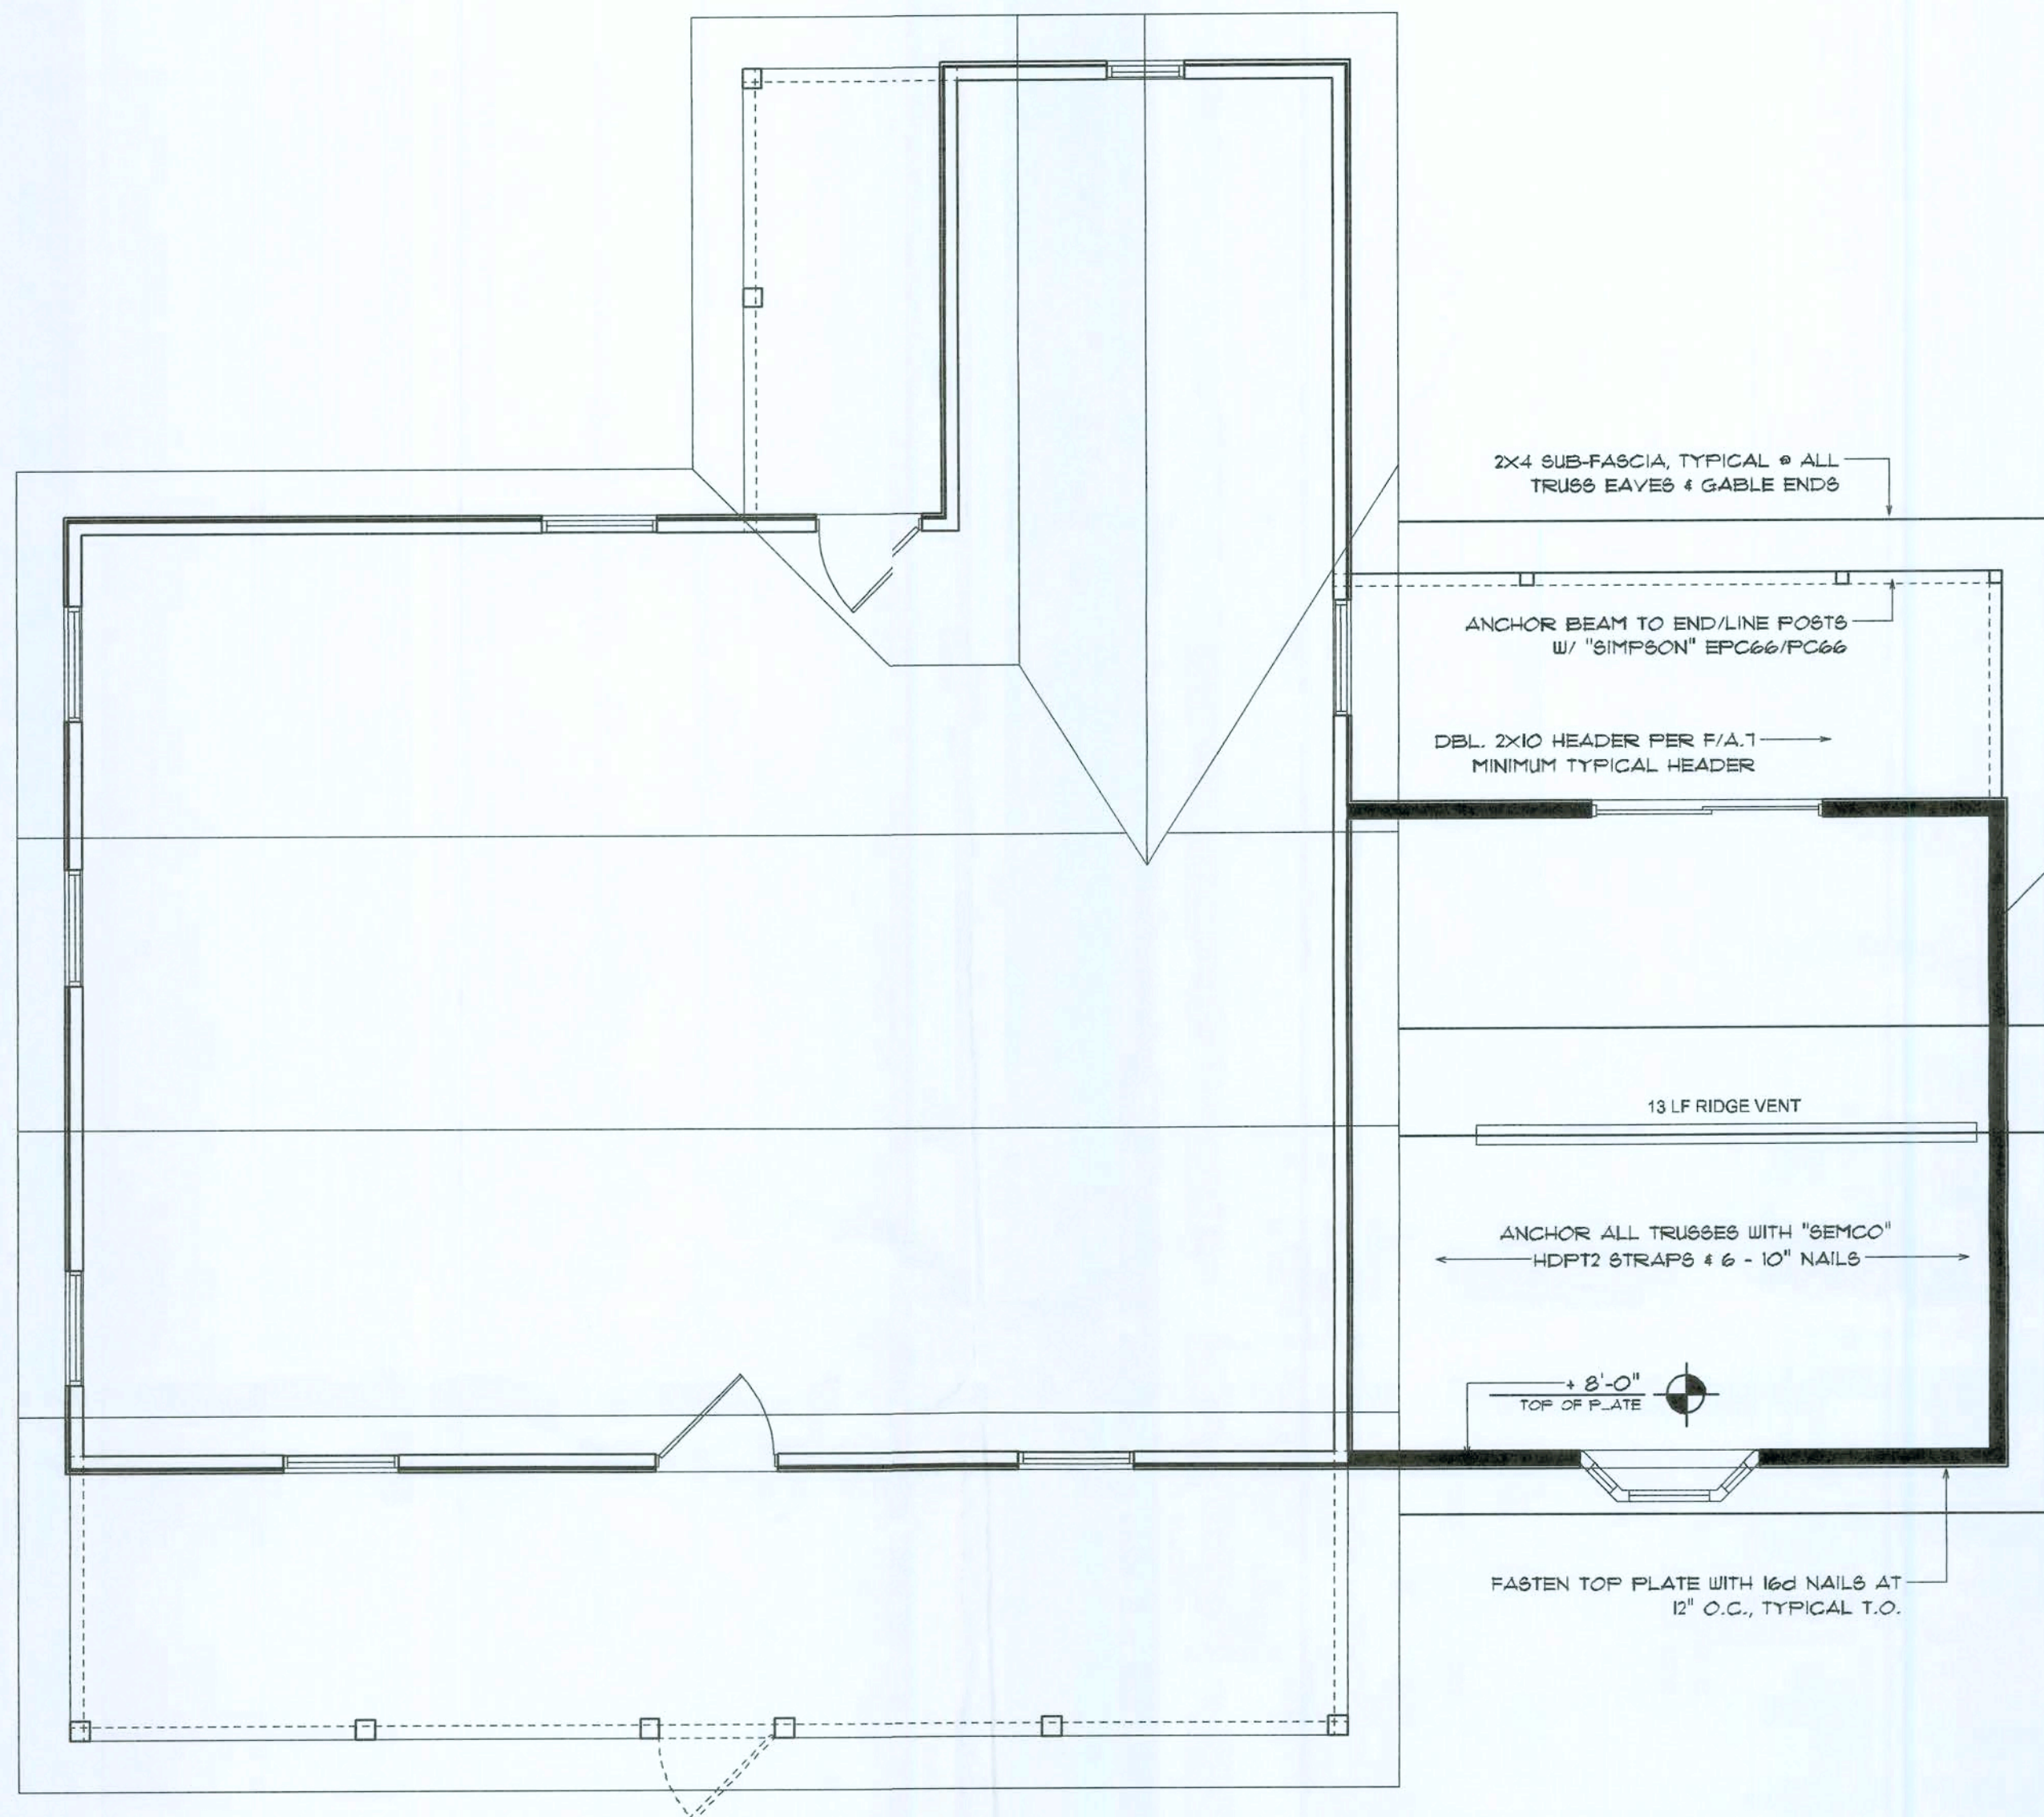 2X4 SUB-FASCIA, TYPICAL @ ALL
TRUSS EAVES & GABLE ENDS
ANCHOR BEAM TO END/LINE POSTS
W/ "SIMPSON" EPC66/PC66
DBL. 2X10 HEADER PER F/A.7
MINIMUM TYPICAL HEADER
13 LF RIDGE VENT
ANCHOR ALL TRUSSES WITH "SEMCO"
HDPT2 STRAPS & 6 - 10" NAILS
+ 8'-0"
TOP OF PLATE
FASTEN TOP PLATE WITH 16d NAILS AT
12" O.C., TYPICAL T.O.